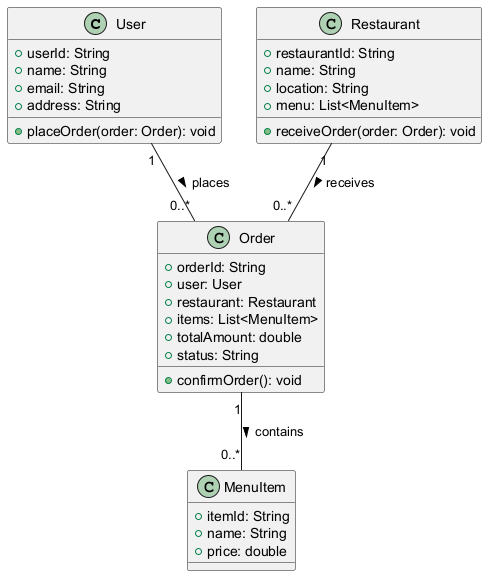 C User
userId: String
name: String
email: String
address: String
placeOrder(order: Order): void
C Restaurant
restaurantId: String
name: String
location: String
menu: List<MenuItem>
receiveOrder(order: Order): void
1
places
0..*
1
receives
0..*
C Order
orderId: String
user: User
restaurant: Restaurant
items: List<MenuItem>
totalAmount: double
status: String
confirmOrder(): void
1
contains
0..*
C MenuItem
itemId: String
name: String
price: double